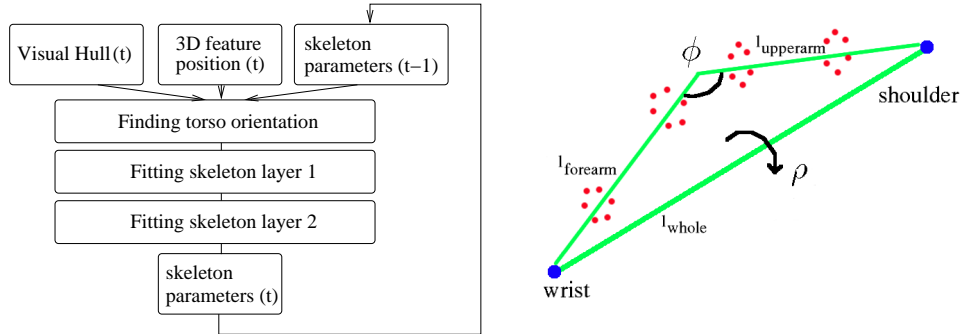 Visual Hull (t)
3D feature
position (t)
skeleton
parameters (t−1)
Finding torso orientation
Fitting skeleton layer 1
Fitting skeleton layer 2
skeleton
parameters (t)
ϕ
l_upperarm
shoulder
l_forearm
ρ
l_whole
wrist